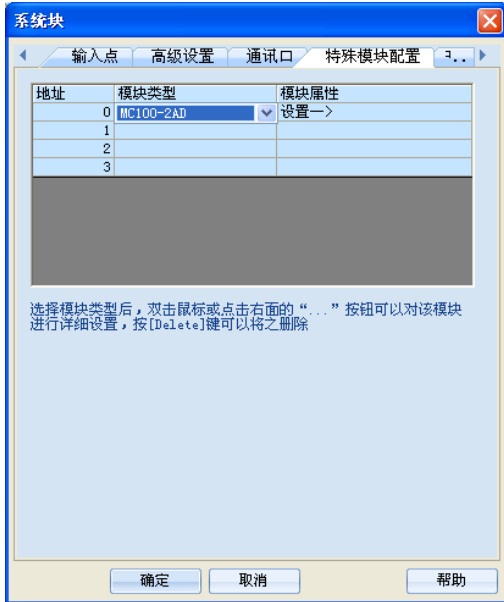 系统块
输入点 高级设置 通讯口 特殊模块配置
地址 模块类型 模块属性
0 MC100-2AD 设置—>
1
2
3
选择模块类型后，双击鼠标或点击右面的“...”按钮可以对该模块
进行详细设置，按[Delete]键可以将之删除
确定 取消 帮助